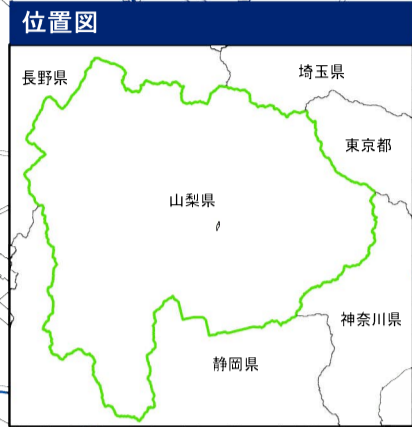 位置図
長野県
埼玉県
東京都
山梨県
神奈川県
静岡県